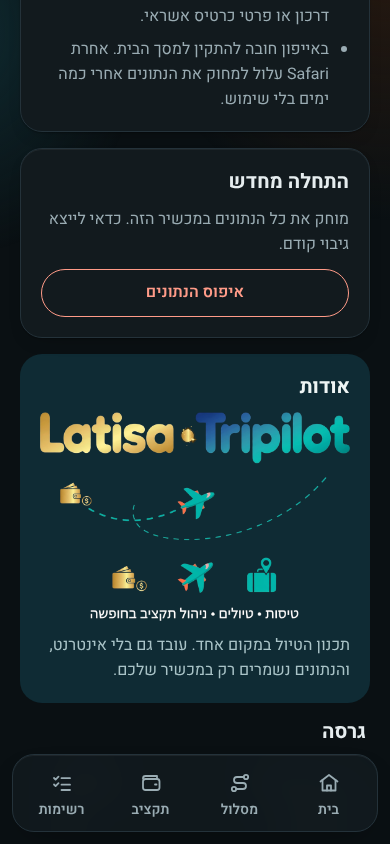 דרכון או פרטי כרטיס אשראי.
באייפון חובה להתקין למסך הבית. אחרת
Safari עלול למחוק את הנתונים אחרי כמה
ימים בלי שימוש.
התחלה מחדש
מוחק את כל הנתונים במכשיר הזה. כדאי לייצא
גיבוי קודם.
איפוס הנתונים
אודות
Latisa Tripilot
טיסות • טיולים • ניהול תקציב בחופשה
תכנון הטיול במקום אחד. עובד גם בלי אינטרנט,
והנתונים נשמרים רק במכשיר שלכם.
גרסה
בית
מסלול
תקציב
רשימות